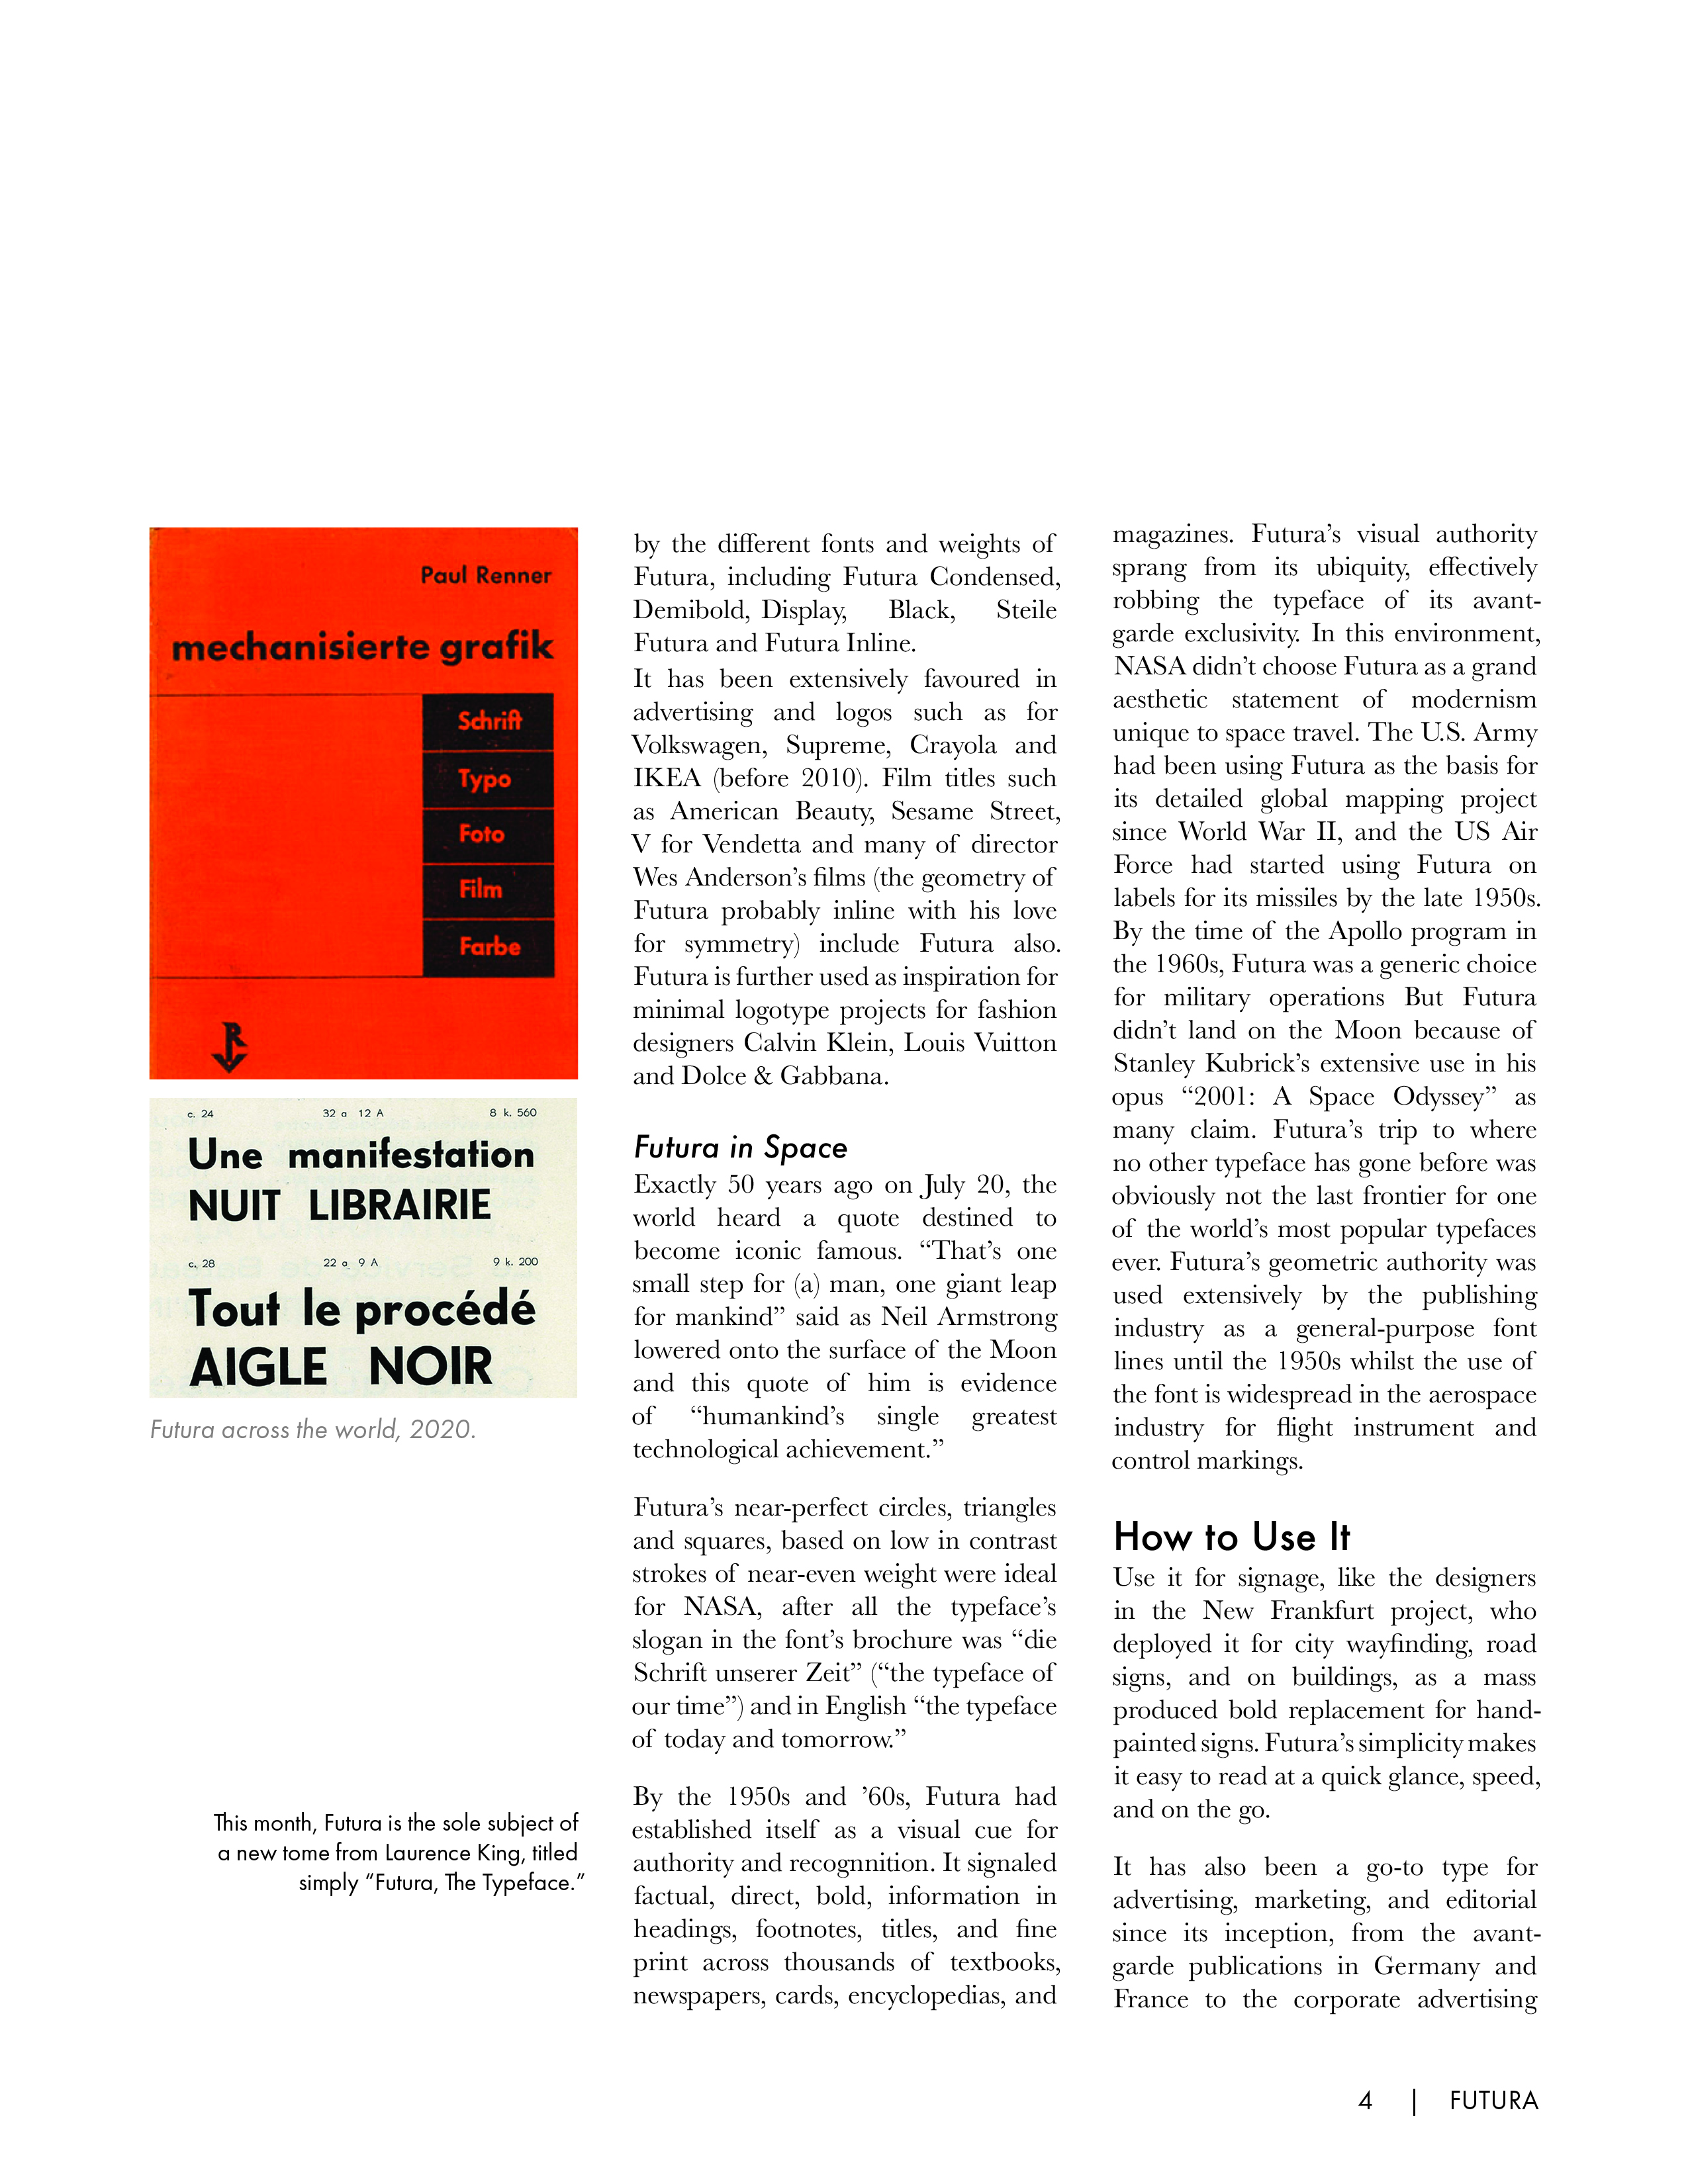 Paul Renner
mechanisierte grafik
Schrift
Typo
Foto
Film
Farbe
c. 24 32 a 12 A 8 k. 560
Une manifestation
NUIT LIBRAIRIE
c. 28 22 a 9 A 9 k. 200
Tout le procédé
AIGLE NOIR
Futura across the world, 2020.
This month, Futura is the sole subject of
a new tome from Laurence King, titled
simply “Futura, The Typeface.”
by the different fonts and weights of
Futura, including Futura Condensed,
Demibold, Display, Black, Steile
Futura and Futura Inline.
It has been extensively favoured in
advertising and logos such as for
Volkswagen, Supreme, Crayola and
IKEA (before 2010). Film titles such
as American Beauty, Sesame Street,
V for Vendetta and many of director
Wes Anderson’s films (the geometry of
Futura probably inline with his love
for symmetry) include Futura also.
Futura is further used as inspiration for
minimal logotype projects for fashion
designers Calvin Klein, Louis Vuitton
and Dolce & Gabbana.
Futura in Space
Exactly 50 years ago on July 20, the
world heard a quote destined to
become iconic famous. “That’s one
small step for (a) man, one giant leap
for mankind” said as Neil Armstrong
lowered onto the surface of the Moon
and this quote of him is evidence
of “humankind’s single greatest
technological achievement.”
Futura’s near-perfect circles, triangles
and squares, based on low in contrast
strokes of near-even weight were ideal
for NASA, after all the typeface’s
slogan in the font’s brochure was “die
Schrift unserer Zeit” (“the typeface of
our time”) and in English “the typeface
of today and tomorrow.”
By the 1950s and ’60s, Futura had
established itself as a visual cue for
authority and recognnition. It signaled
factual, direct, bold, information in
headings, footnotes, titles, and fine
print across thousands of textbooks,
newspapers, cards, encyclopedias, and
magazines. Futura’s visual authority
sprang from its ubiquity, effectively
robbing the typeface of its avant-
garde exclusivity. In this environment,
NASA didn’t choose Futura as a grand
aesthetic statement of modernism
unique to space travel. The U.S. Army
had been using Futura as the basis for
its detailed global mapping project
since World War II, and the US Air
Force had started using Futura on
labels for its missiles by the late 1950s.
By the time of the Apollo program in
the 1960s, Futura was a generic choice
for military operations But Futura
didn’t land on the Moon because of
Stanley Kubrick’s extensive use in his
opus “2001: A Space Odyssey” as
many claim. Futura’s trip to where
no other typeface has gone before was
obviously not the last frontier for one
of the world’s most popular typefaces
ever. Futura’s geometric authority was
used extensively by the publishing
industry as a general-purpose font
lines until the 1950s whilst the use of
the font is widespread in the aerospace
industry for flight instrument and
control markings.
How to Use It
Use it for signage, like the designers
in the New Frankfurt project, who
deployed it for city wayfinding, road
signs, and on buildings, as a mass
produced bold replacement for hand-
painted signs. Futura’s simplicity makes
it easy to read at a quick glance, speed,
and on the go.
It has also been a go-to type for
advertising, marketing, and editorial
since its inception, from the avant-
garde publications in Germany and
France to the corporate advertising
4 | FUTURA